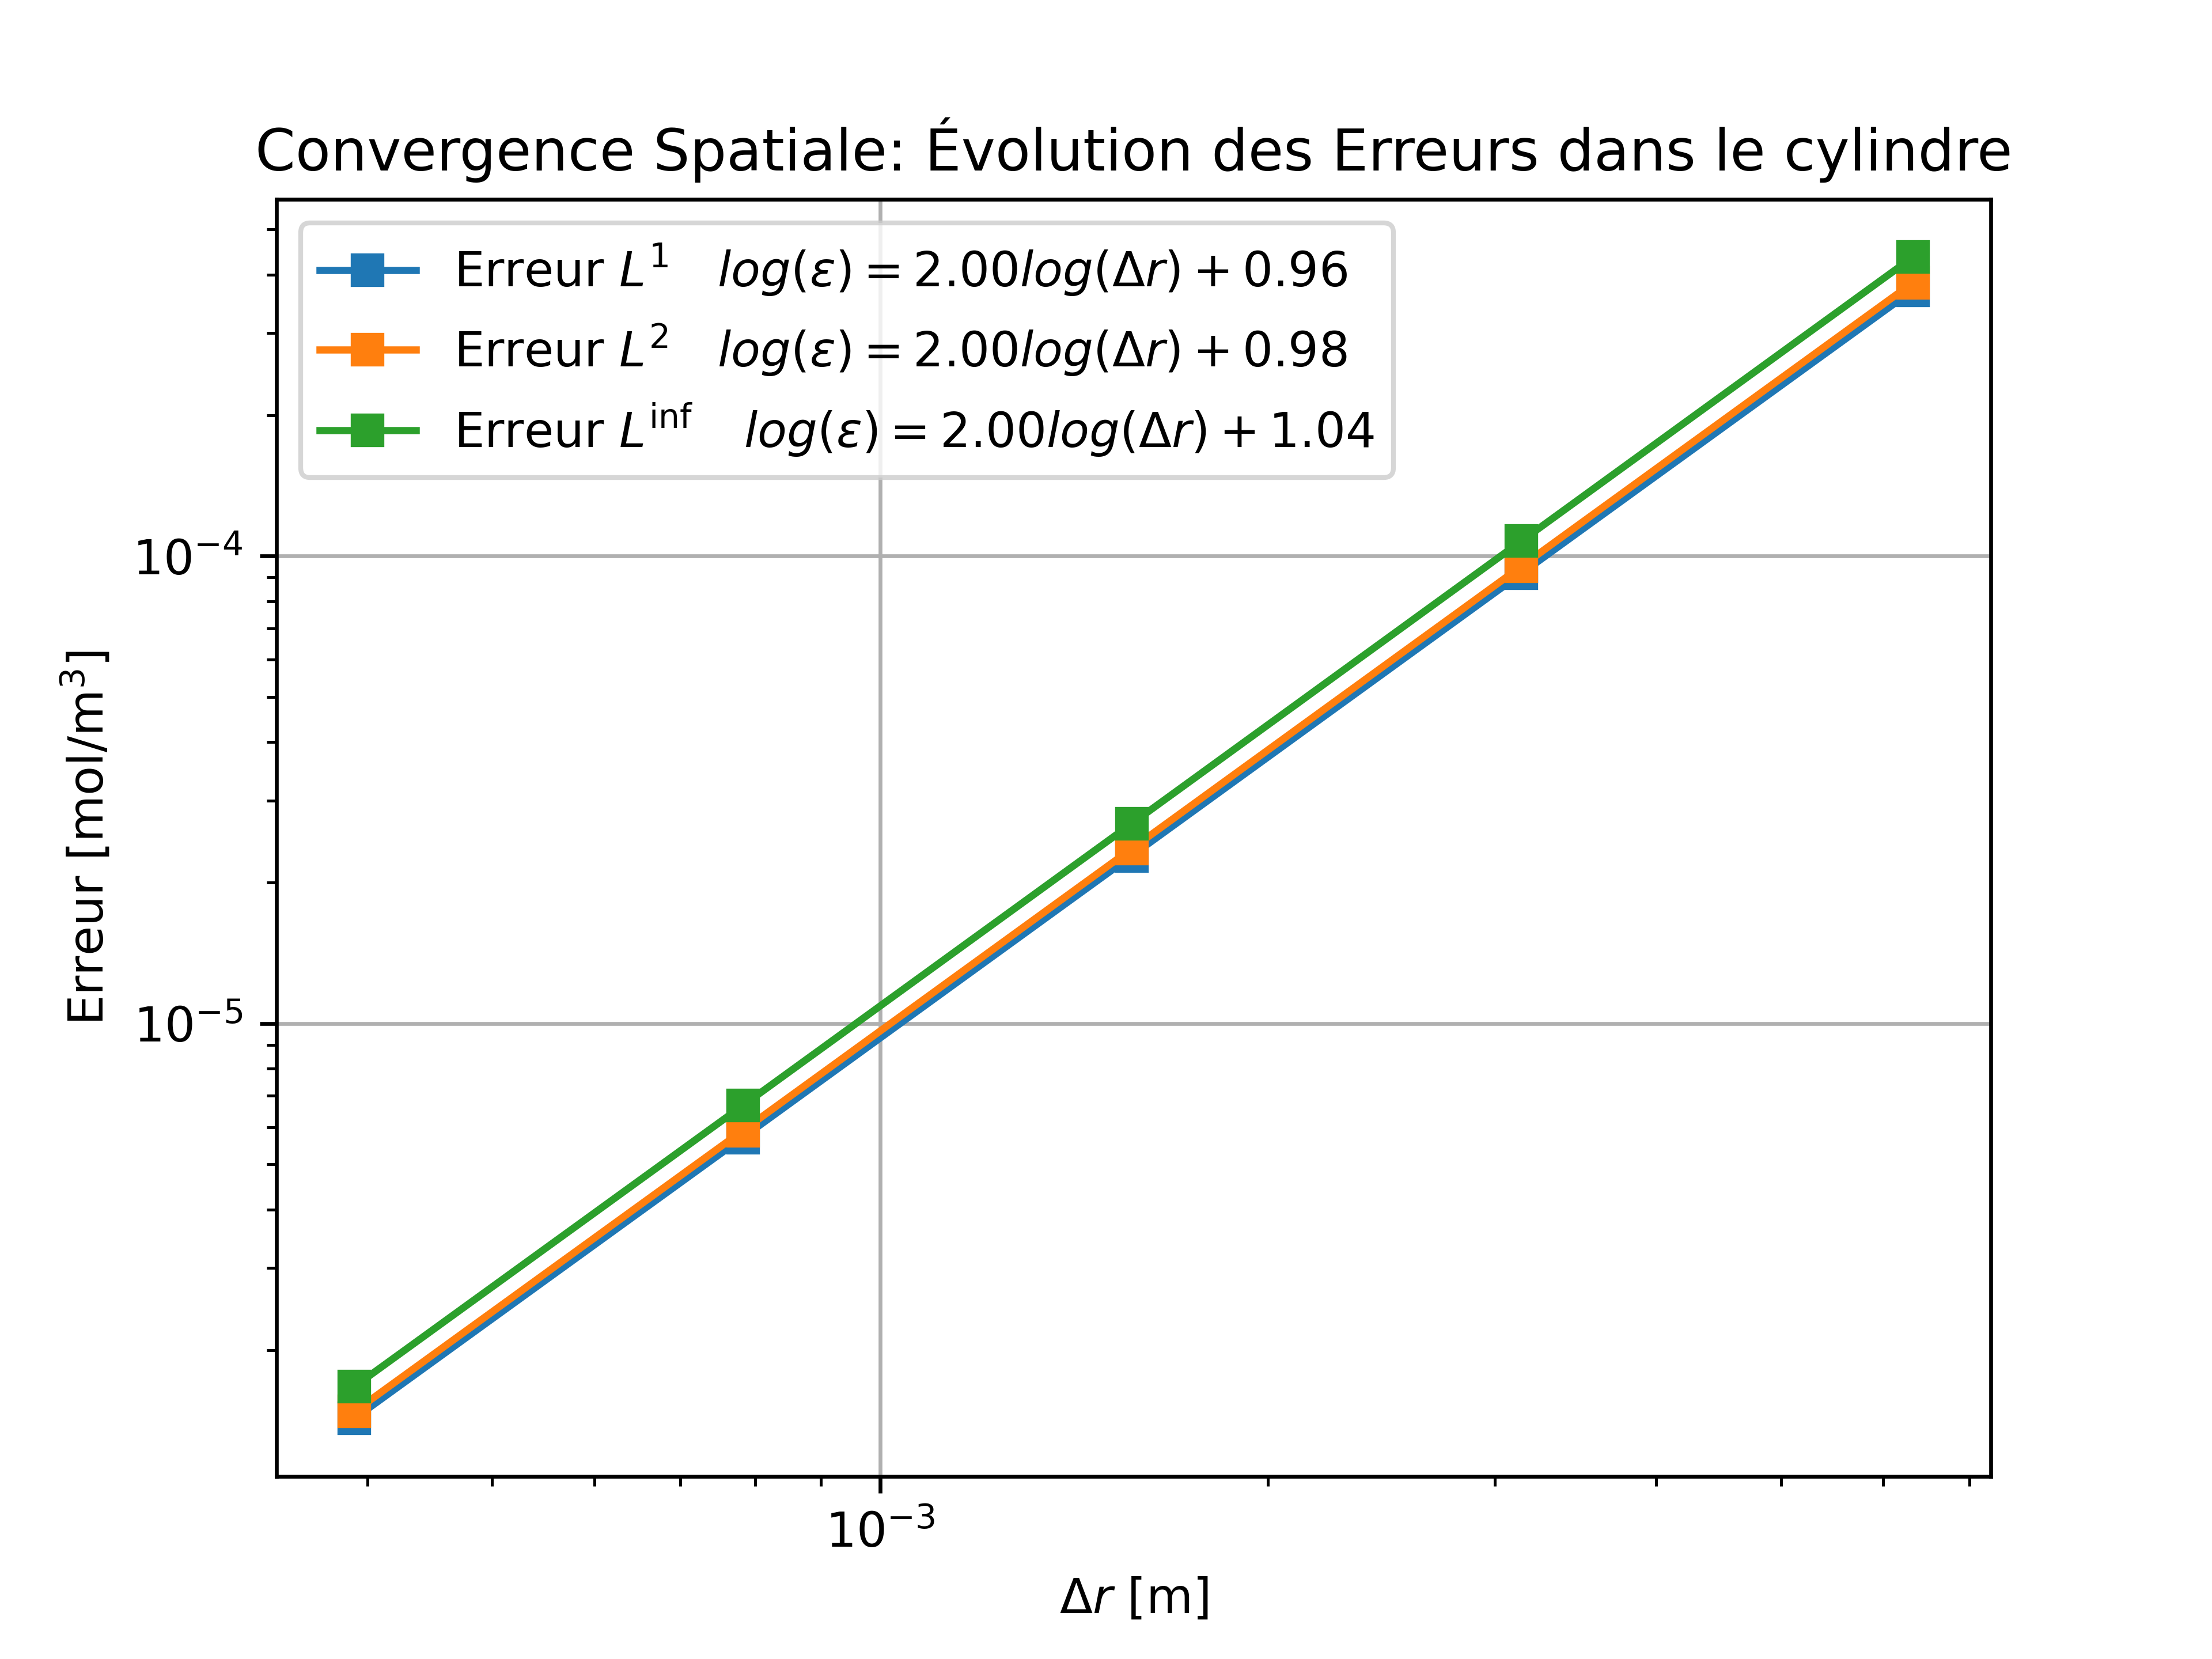 Convergence Spatiale: Évolution des Erreurs dans le cylindre
Erreur L¹ log(ε) = 2.00log(Δr) + 0.96
Erreur L² log(ε) = 2.00log(Δr) + 0.98
Erreur L^inf log(ε) = 2.00log(Δr) + 1.04
10⁻⁴
10⁻⁵
Erreur [mol/m³]
10⁻³
Δr [m]